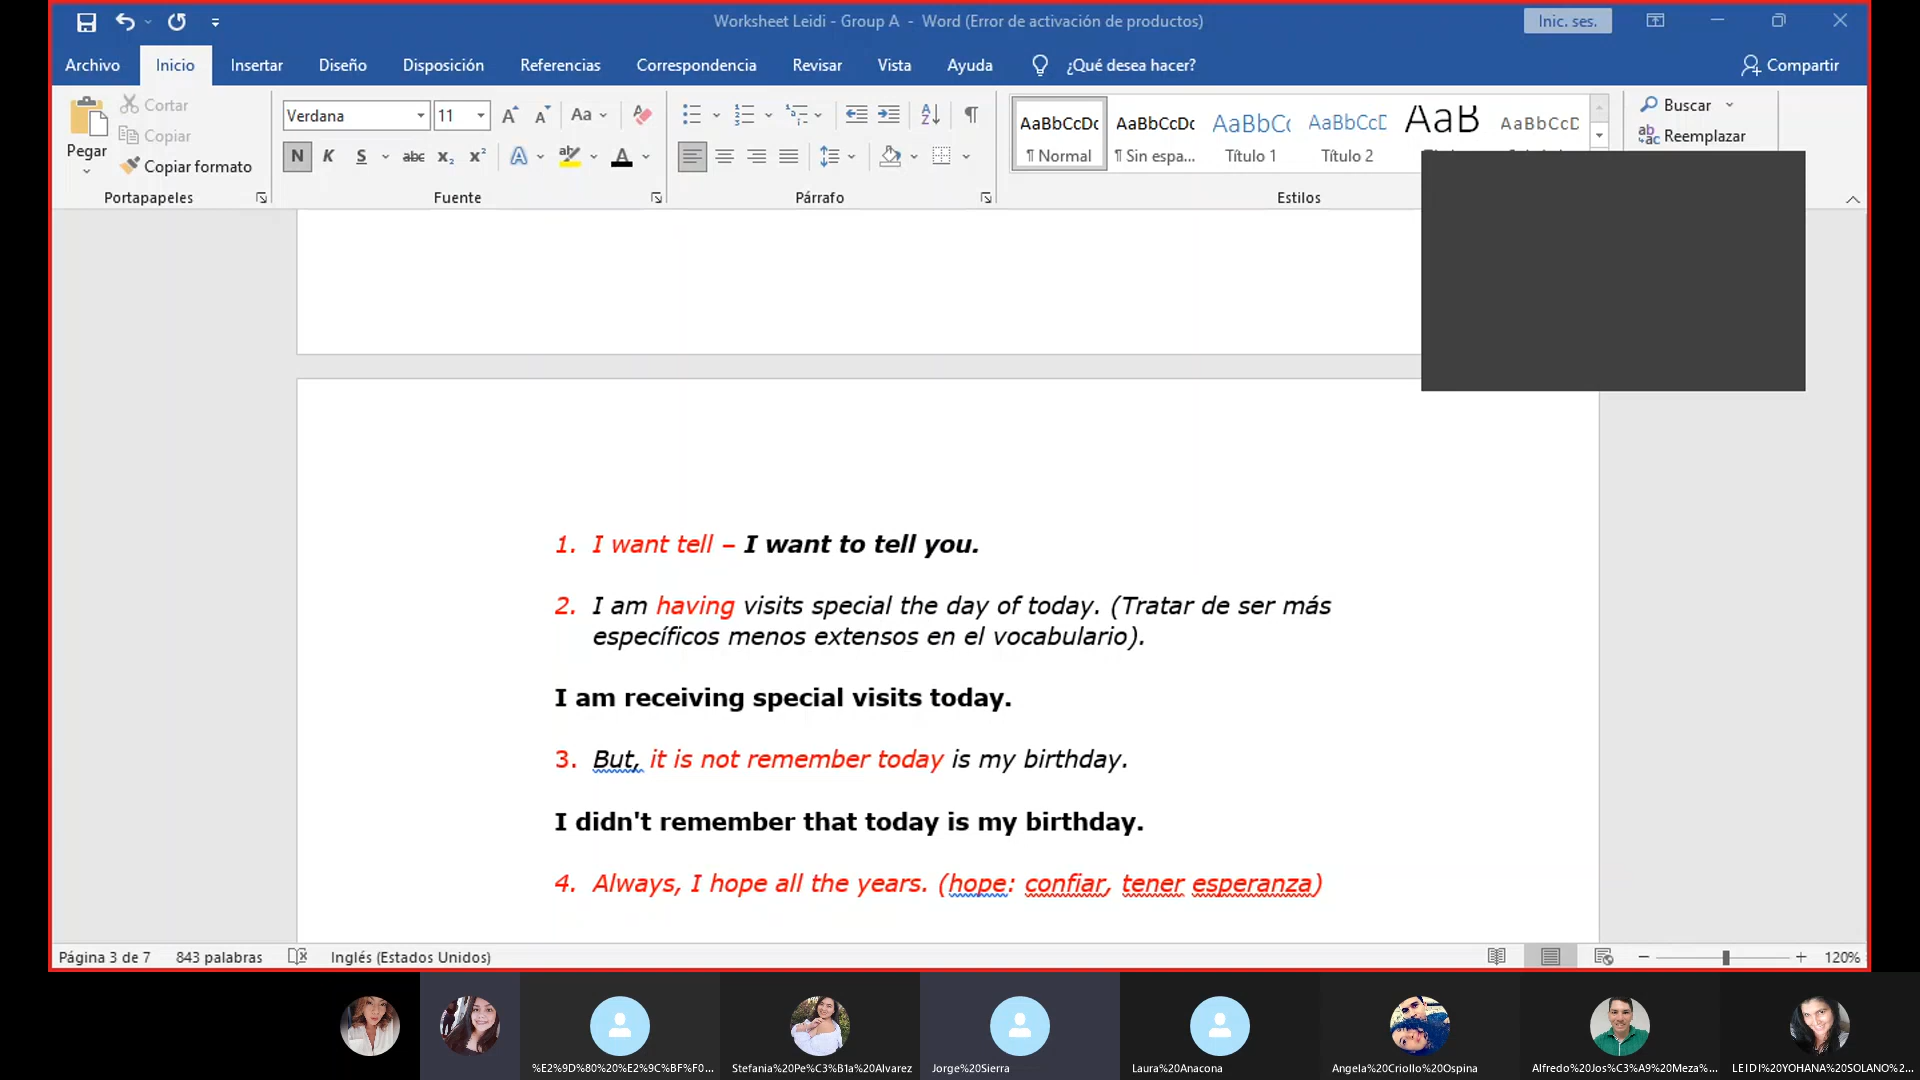 Worksheet Leidi - Group A - Word (Error de activación de productos)
Inic. ses.
Archivo Inicio Insertar Diseño Disposición Referencias Correspondencia Revisar Vista Ayuda ¿Qué desea hacer? Compartir
Pegar
Cortar
Copiar
Copiar formato
Portapapeles
Verdana 11
Aa
N K S abc x₂ x² A ab A
Fuente
Párrafo
AaBbCcDc AaBbCcDc AaBbCc AaBbCcD AaB AaBbCcD
¶ Normal ¶ Sin espa... Título 1 Título 2
Estilos
Buscar
Reemplazar
1. I want tell – I want to tell you.
2. I am having visits special the day of today. (Tratar de ser más
específicos menos extensos en el vocabulario).
I am receiving special visits today.
3. But, it is not remember today is my birthday.
I didn't remember that today is my birthday.
4. Always, I hope all the years. (hope: confiar, tener esperanza)
Página 3 de 7 843 palabras Inglés (Estados Unidos) 120%
%E2%9D%80%20%E2%9C%BF%F0... Stefania%20Pe%C3%B1a%20Alvarez Jorge%20Sierra Laura%20Anacona Angela%20Criollo%20Ospina Alfredo%20Jos%C3%A9%20Meza%... LEIDI%20YOHANA%20SOLANO%2...